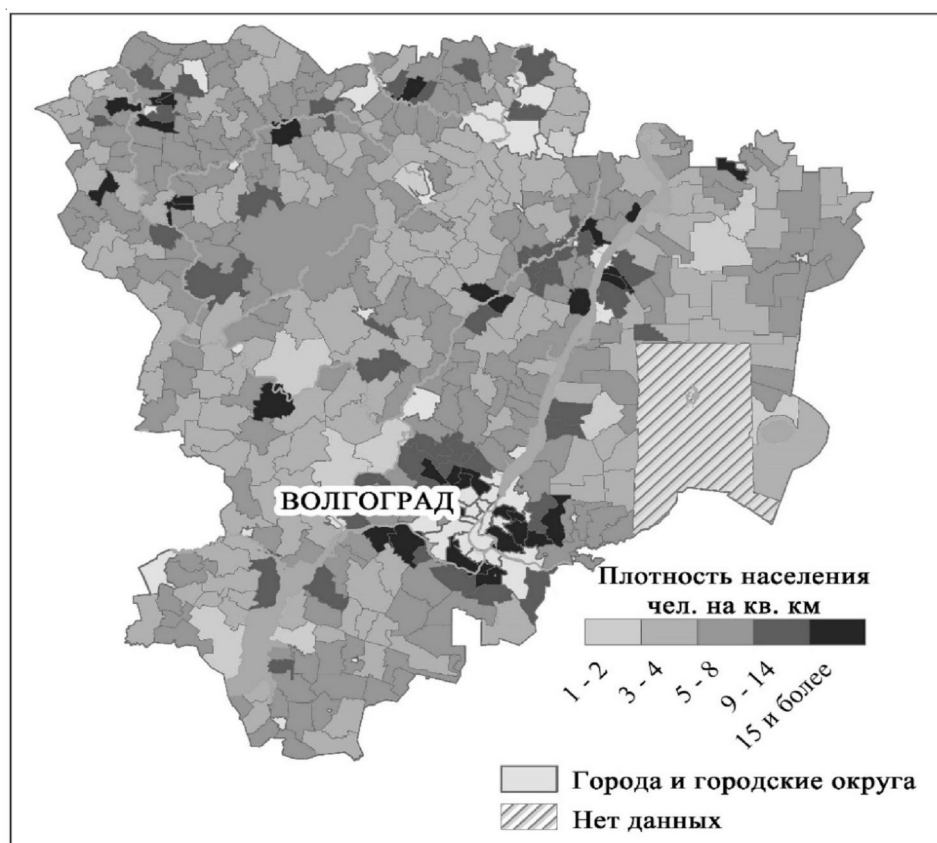 ВОЛГОГРАД
Плотность населения
чел. на кв. км
1 - 2
3 - 4
5 - 8
9 - 14
15 и более
Города и городские округа
Нет данных